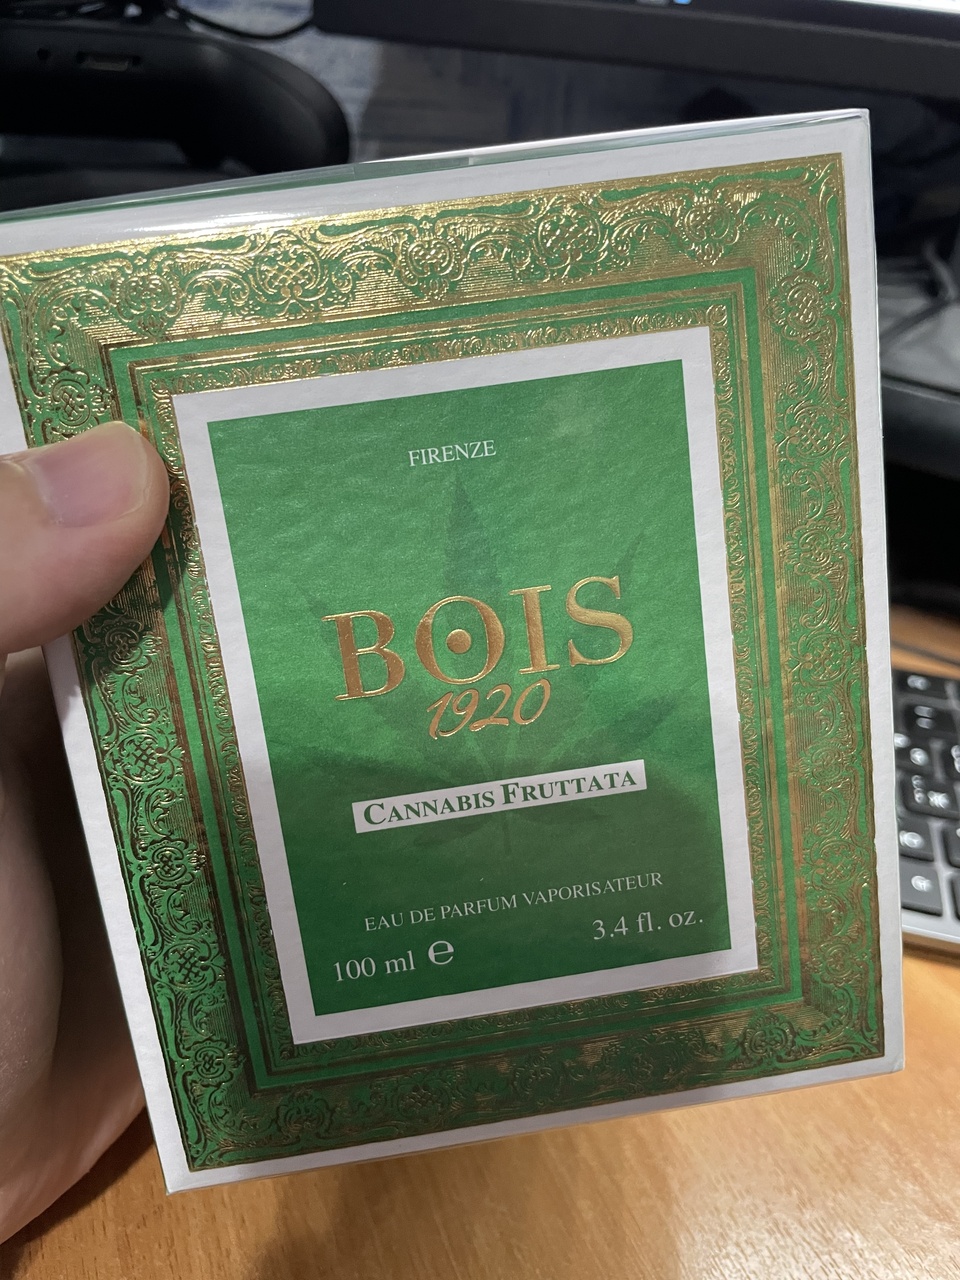 FIRENZE
BOIS
1920
CANNABIS FRUTTATA
EAU DE PARFUM VAPORISATEUR
100 ml ℮ 3.4 fl. oz.